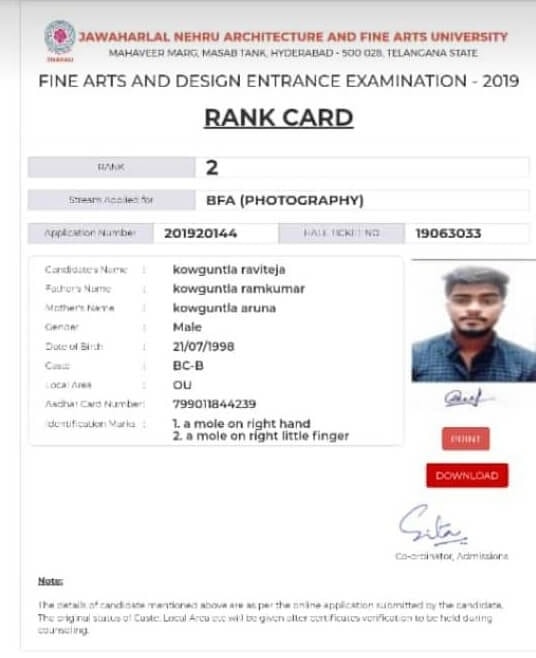 JAWAHARLAL NEHRU ARCHITECTURE AND FINE ARTS UNIVERSITY
MAHAVEER MARG, MASAB TANK, HYDERABAD - 500 028, TELANGANA STATE
FINE ARTS AND DESIGN ENTRANCE EXAMINATION - 2019
RANK CARD
RANK 2
Stream Applied for BFA (PHOTOGRAPHY)
Application Number 201920144 HALL TICKET NO 19063033
Candidate's Name : kowguntla raviteja
Father's Name : kowguntla ramkumar
Mother's Name : kowguntla aruna
Gender : Male
Date of Birth : 21/07/1998
Caste : BC-B
Local Area : OU
Aadhar Card Number : 799011844239
Identification Marks : 1. a mole on right hand
2. a mole on right little finger
PRINT
DOWNLOAD
Sita
Co-ordinator, Admissions
Note:
The details of candidate mentioned above are as per the online application submitted by the candidate.
The original status of Caste, Local Area etc will be given after certificates verification to be held during
counseling.